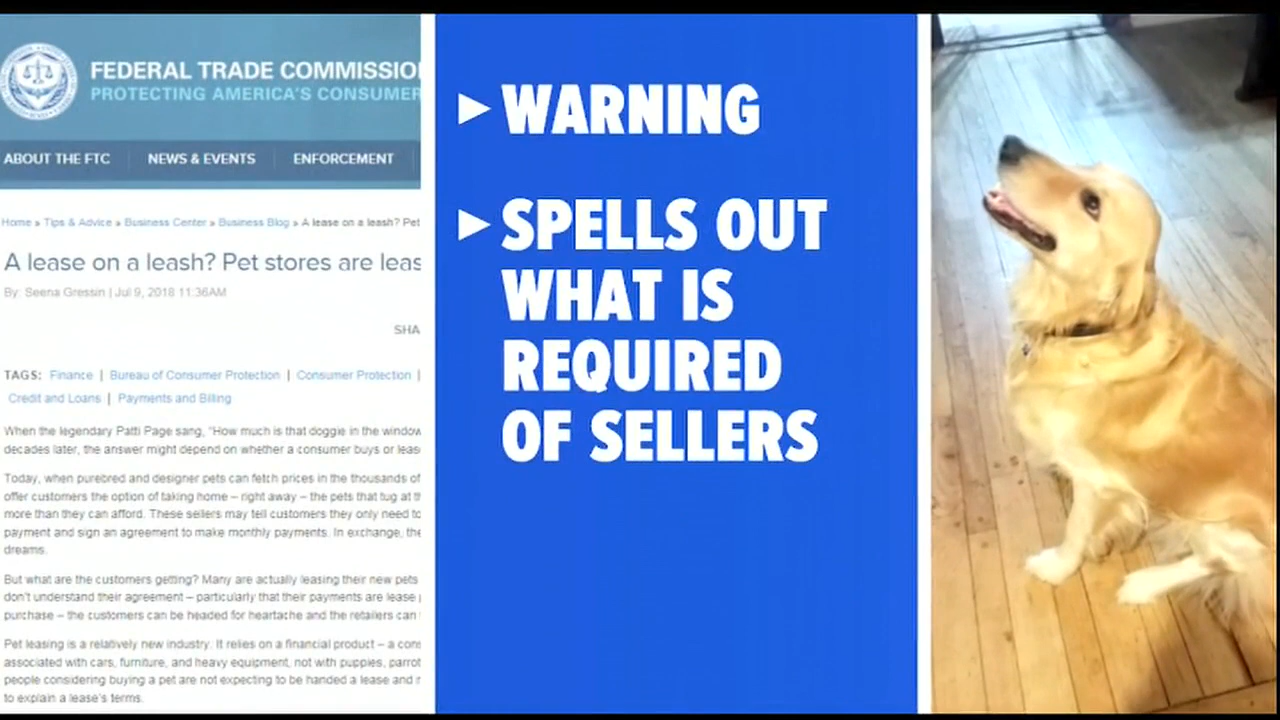 FEDERAL TRADE COMMISSIO
PROTECTING AMERICA'S CONSUMER
ABOUT THE FTC
NEWS & EVENTS
ENFORCEMENT
Home » Tips & Advice » Business Center » Business Blog » A lease on a leash? Pet
A lease on a leash? Pet stores are leas
By: Seena Gressin | Jul 9, 2018 11:36AM
SHA
TAGS: Finance | Bureau of Consumer Protection | Consumer Protection |
Credit and Loans | Payments and Billing
When the legendary Patti Page sang, "How much is that doggie in the window
decades later, the answer might depend on whether a consumer buys or leas
Today, when purebred and designer pets can fetch prices in the thousands of
offer customers the option of taking home – right away – the pets that tug at th
more than they can afford. These sellers may tell customers they only need to
payment and sign an agreement to make monthly payments. In exchange, the
dreams.
But what are the customers getting? Many are actually leasing their new pets
don't understand their agreement – particularly that their payments are lease
purchase – the customers can be headed for heartache and the retailers can
Pet leasing is a relatively new industry. It relies on a financial product – a cons
associated with cars, furniture, and heavy equipment, not with puppies, parrot
people considering buying a pet are not expecting to be handed a lease and
to explain a lease's terms.
WARNING
SPELLS OUT
WHAT IS
REQUIRED
OF SELLERS